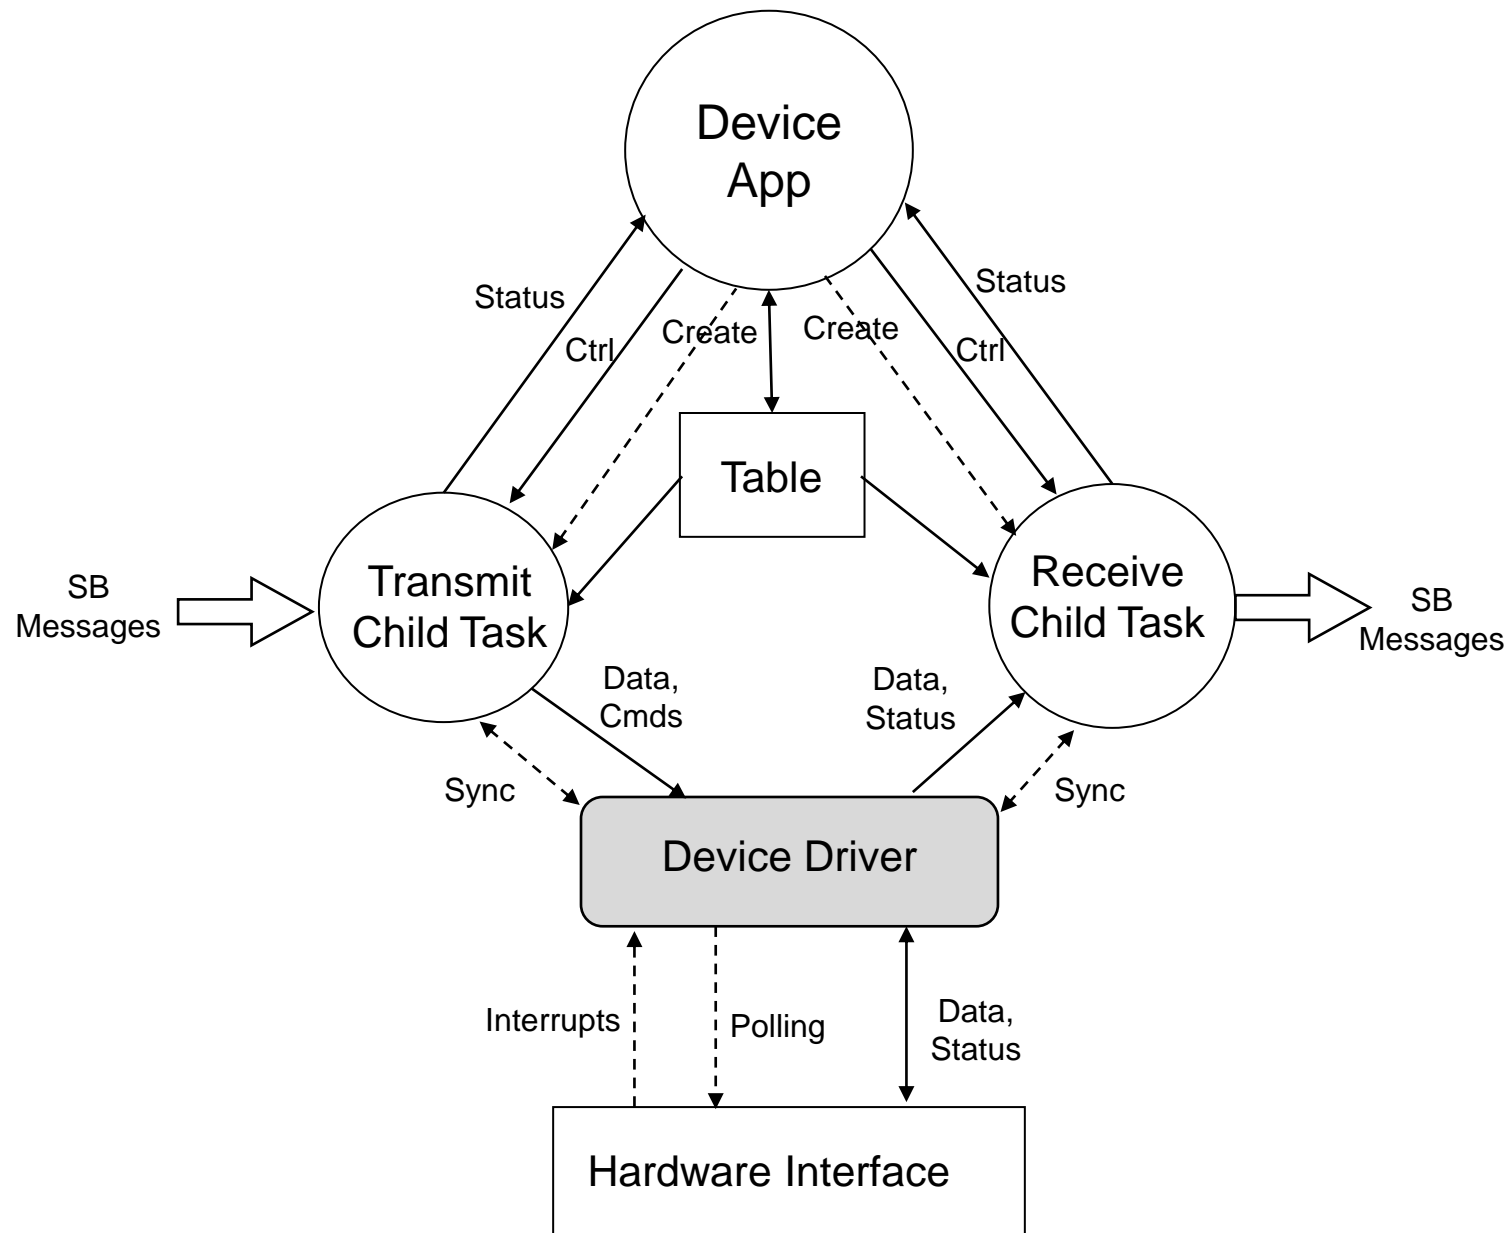 Device
App
Status
Status
Create
Create
Ctrl
Ctrl
Table
SB
Messages
Transmit
Child Task
Receive
Child Task
SB
Messages
Data,
Cmds
Data,
Status
Sync
Sync
Device Driver
Interrupts
Polling
Data,
Status
Hardware Interface